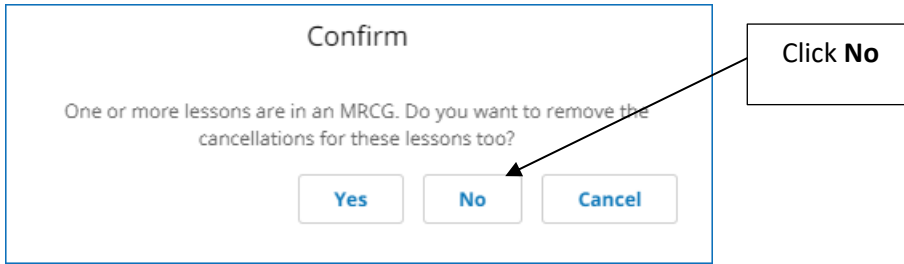 Confirm
Click No
One or more lessons are in an MRCG. Do you want to remove the
cancellations for these lessons too?
Yes No Cancel